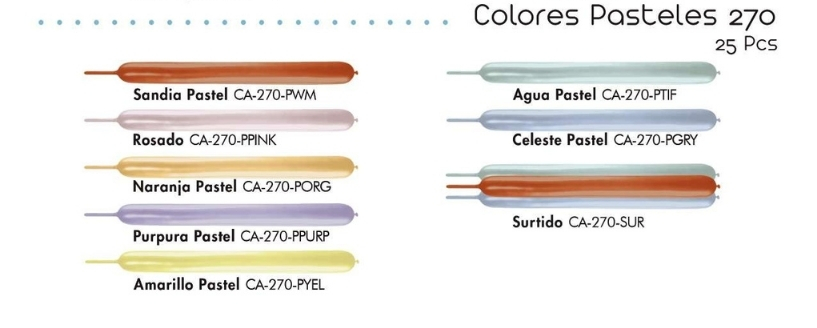 Colores Pasteles 270
25 Pcs
Sandia Pastel CA-270-PWM
Rosado CA-270-PPINK
Naranja Pastel CA-270-PORG
Purpura Pastel CA-270-PPURP
Amarillo Pastel CA-270-PYEL
Agua Pastel CA-270-PTIF
Celeste Pastel CA-270-PGRY
Surtido CA-270-SUR